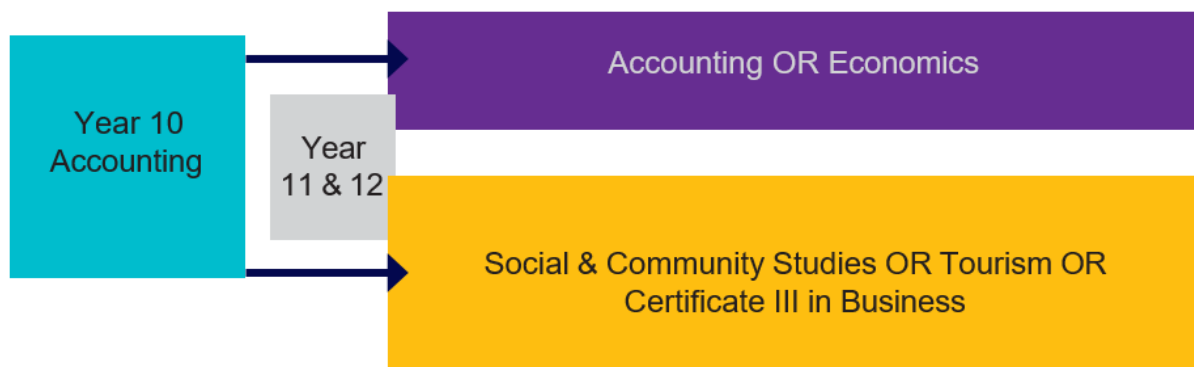 Year 10
Accounting
Year
11 & 12
Accounting OR Economics
Social & Community Studies OR Tourism OR
Certificate III in Business